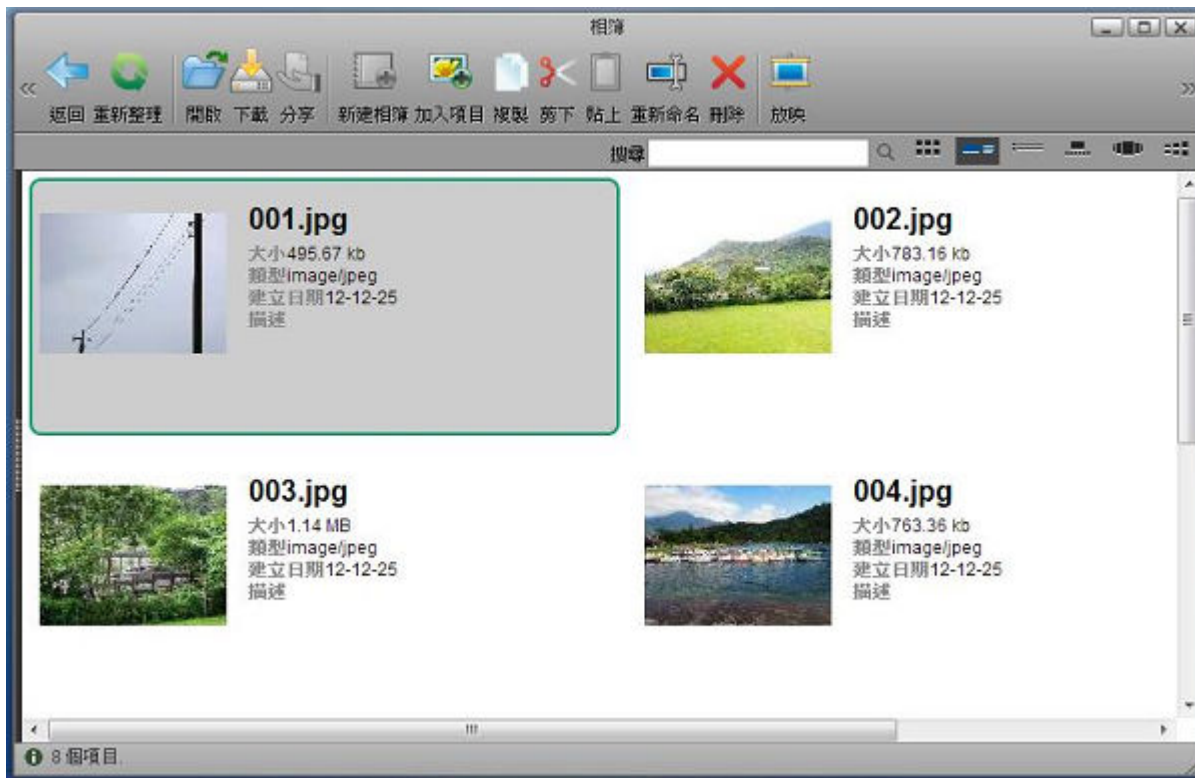 相簿
返回 重新整理 開啟 下載 分享 新建相簿 加入項目 複製 剪下 貼上 重新命名 刪除 放映
搜尋
001.jpg
大小495.67 kb
類型image/jpeg
建立日期12-12-25
描述
002.jpg
大小783.16 kb
類型image/jpeg
建立日期12-12-25
描述
003.jpg
大小1.14 MB
類型image/jpeg
建立日期12-12-25
描述
004.jpg
大小763.36 kb
類型image/jpeg
建立日期12-12-25
描述
8 個項目.